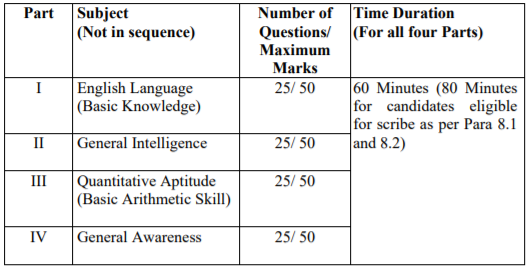 Part Subject Number of Time Duration
(Not in sequence) Questions/ (For all four Parts)
Maximum
Marks
I English Language 25/ 50 60 Minutes (80 Minutes
(Basic Knowledge) for candidates eligible
for scribe as per Para 8.1
II General Intelligence 25/ 50 and 8.2)
III Quantitative Aptitude 25/ 50
(Basic Arithmetic Skill)
IV General Awareness 25/ 50